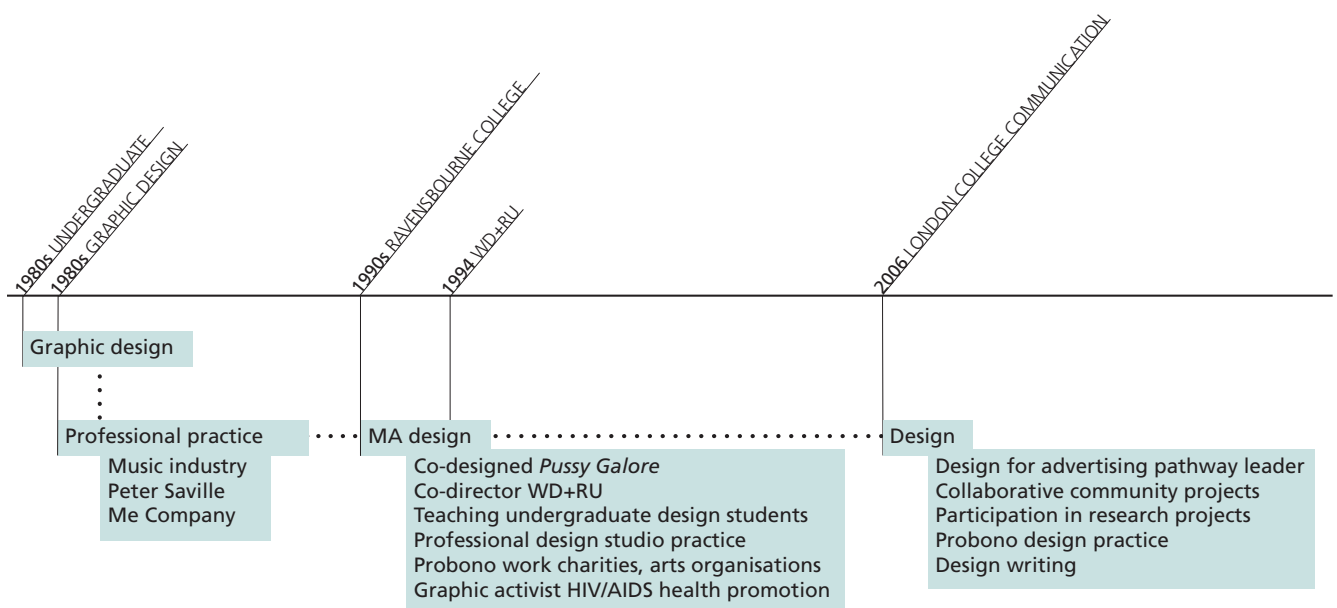 1980s UNDERGRADUATE
1980s GRAPHIC DESIGN
1990s RAVENSBOURNE COLLEGE
1994 WD+RU
2006 LONDON COLLEGE COMMUNICATION
Graphic design
Professional practice
Music industry
Peter Saville
Me Company
MA design
Co-designed Pussy Galore
Co-director WD+RU
Teaching undergraduate design students
Professional design studio practice
Probono work charities, arts organisations
Graphic activist HIV/AIDS health promotion
Design
Design for advertising pathway leader
Collaborative community projects
Participation in research projects
Probono design practice
Design writing